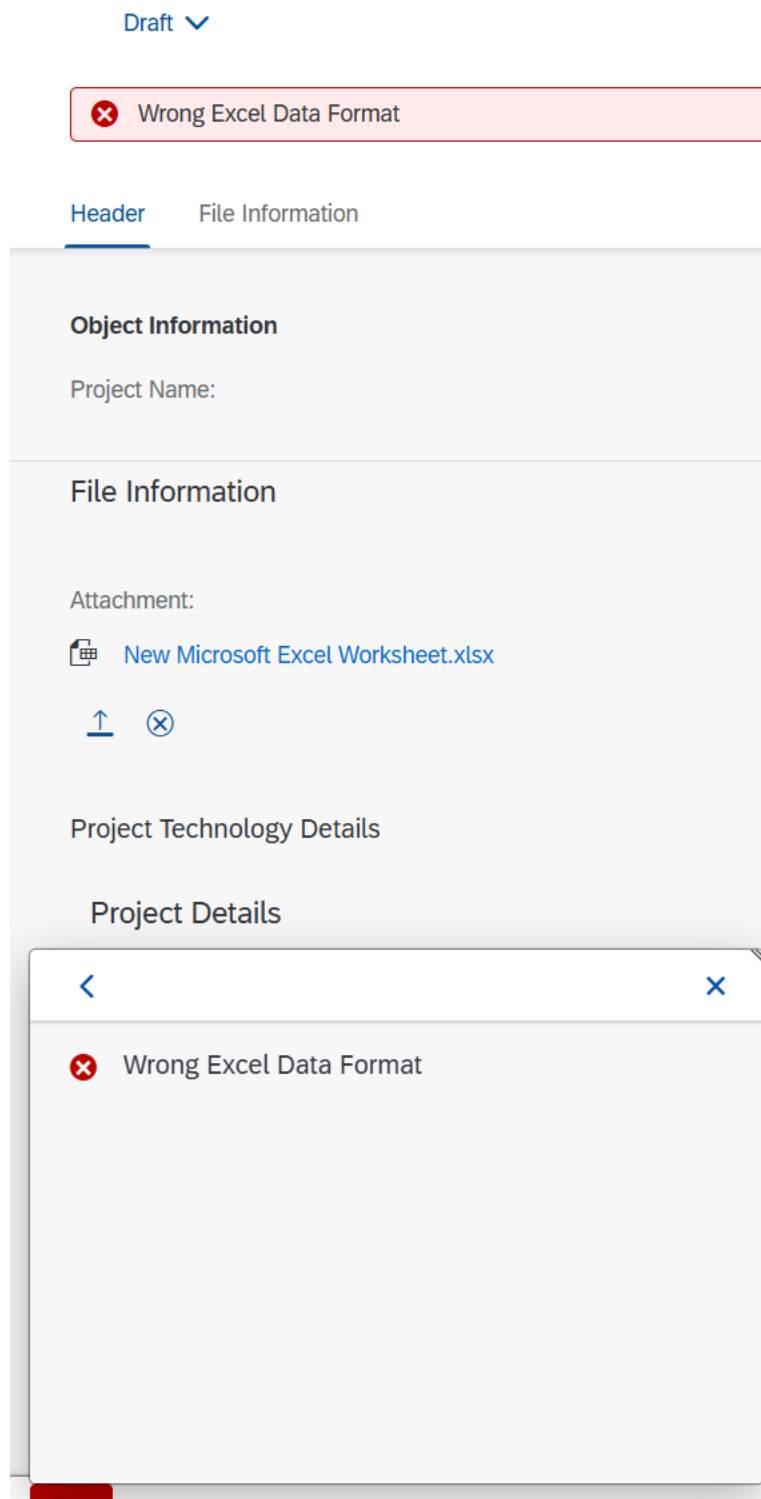 Draft
Wrong Excel Data Format
Header File Information
Object Information
Project Name:
File Information
Attachment:
New Microsoft Excel Worksheet.xlsx
Project Technology Details
Project Details
Wrong Excel Data Format